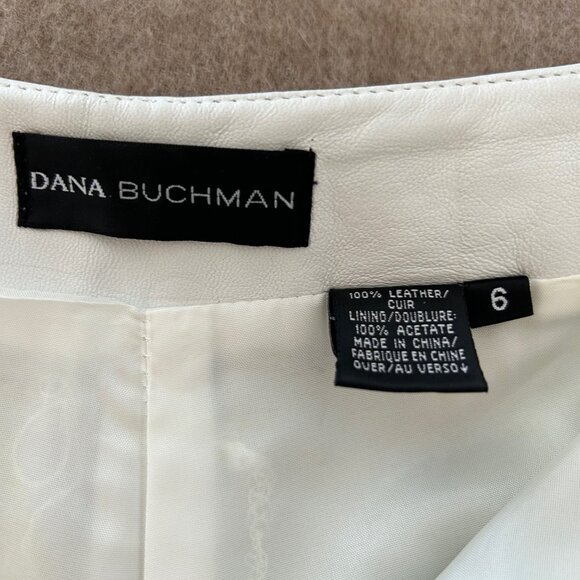 DANA BUCHMAN
100% LEATHER/
CUIR
LINING/DOUBLURE:
100% ACETATE
MADE IN CHINA/
FABRIQUE EN CHINE
OVER/AU VERSO↓
6